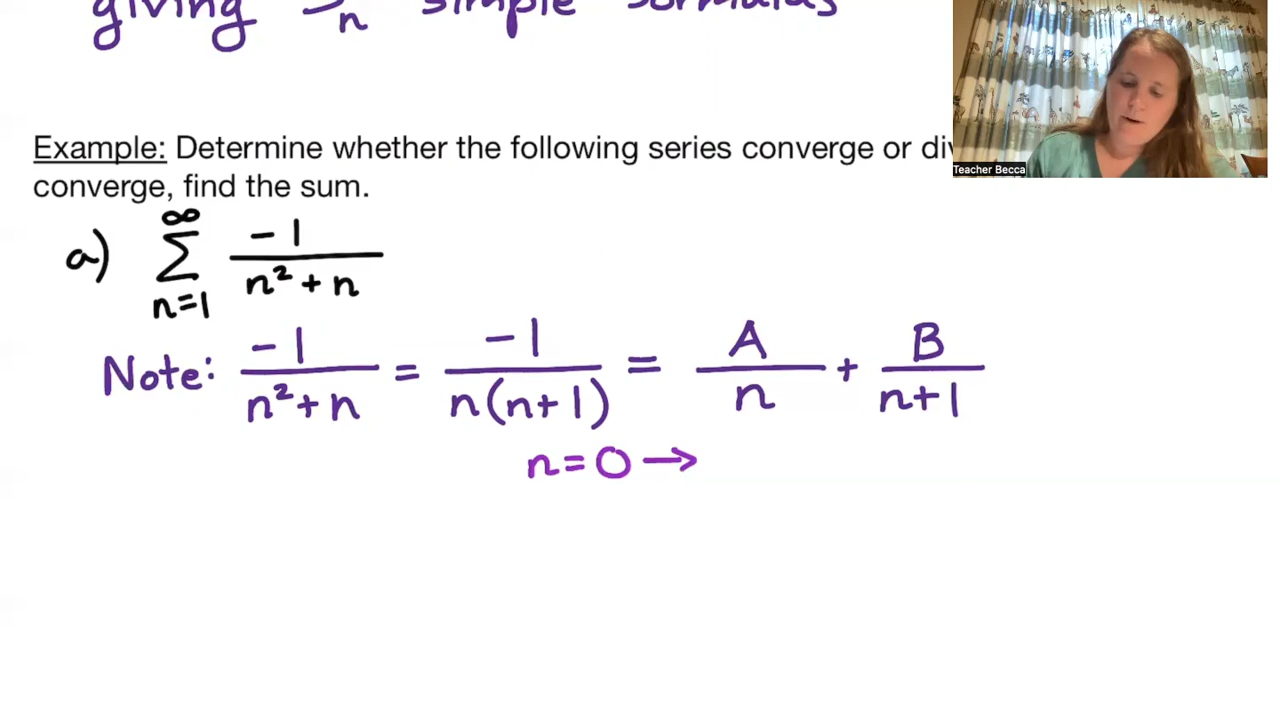 giving S_n simple formulas
Example: Determine whether the following series converge or
converge, find the sum.
a) ∑_{n=1}^{∞} -1/(n²+n)
Note: -1/(n²+n) = -1/(n(n+1)) = A/n + B/(n+1)
n=0 →
Teacher Becca